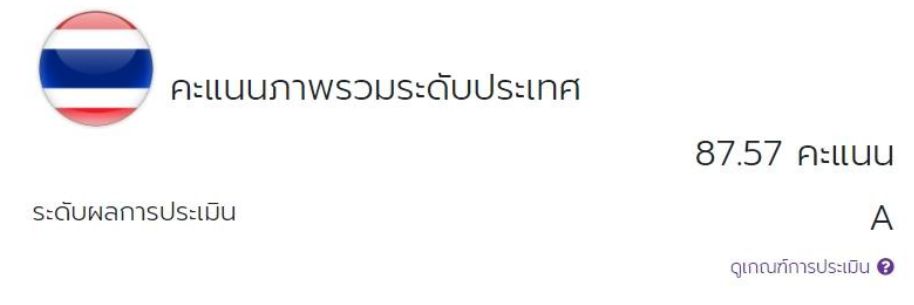 คะแนนภาพรวมระดับประเทศ
87.57 คะแนน
ระดับผลการประเมิน
A
ดูเกณฑ์การประเมิน ?